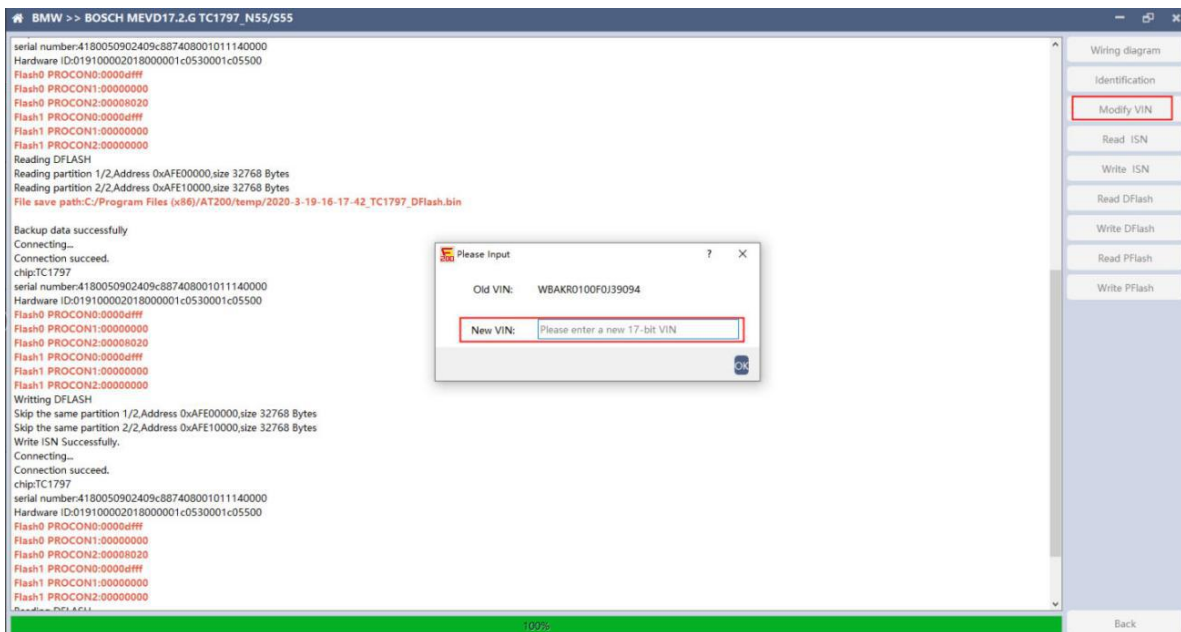 BMW >> BOSCH MEVD17.2.G TC1797_N55/S55
serial number:4180050902409c887408001011140000
Hardware ID:019100002018000001c0530001c05500
Flash0 PROCON0:0000dfff
Flash0 PROCON1:00000000
Flash0 PROCON2:00008020
Flash1 PROCON0:0000dfff
Flash1 PROCON1:00000000
Flash1 PROCON2:00000000
Reading DFLASH
Reading partition 1/2,Address 0xAFE00000,size 32768 Bytes
Reading partition 2/2,Address 0xAFE10000,size 32768 Bytes
File save path:C:/Program Files (x86)/AT200/temp/2020-3-19-16-17-42_TC1797_DFlash.bin
Backup data successfully
Connecting...
Connection succeed.
chip:TC1797
serial number:4180050902409c887408001011140000
Hardware ID:019100002018000001c0530001c05500
Flash0 PROCON0:0000dfff
Flash0 PROCON1:00000000
Flash0 PROCON2:00008020
Flash1 PROCON0:0000dfff
Flash1 PROCON1:00000000
Flash1 PROCON2:00000000
Writting DFLASH
Skip the same partition 1/2,Address 0xAFE00000,size 32768 Bytes
Skip the same partition 2/2,Address 0xAFE10000,size 32768 Bytes
Write ISN Successfully.
Connecting...
Connection succeed.
chip:TC1797
serial number:4180050902409c887408001011140000
Hardware ID:019100002018000001c0530001c05500
Flash0 PROCON0:0000dfff
Flash0 PROCON1:00000000
Flash0 PROCON2:00008020
Flash1 PROCON0:0000dfff
Flash1 PROCON1:00000000
Flash1 PROCON2:00000000
Reading DFLASH
100%
Please Input
? ×
Old VIN: WBAKR0100F0J39094
New VIN: Please enter a new 17-bit VIN
OK
Wiring diagram
Identification
Modify VIN
Read ISN
Write ISN
Read DFlash
Write DFlash
Read PFlash
Write PFlash
Back